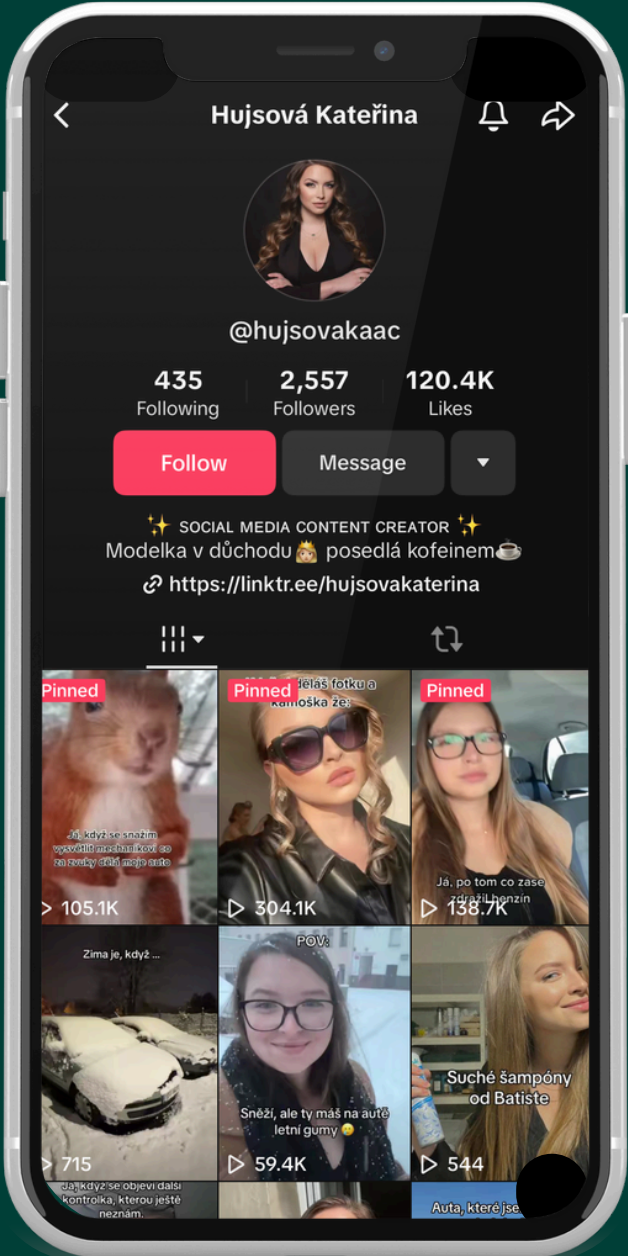 Hujsová Kateřina
@hujsovakaac
435 2,557 120.4K
Following Followers Likes
Follow Message
✨ SOCIAL MEDIA CONTENT CREATOR ✨
Modelka v důchodu👸🏼 posedlá kofeinem☕
https://linktr.ee/hujsovakaterina
Pinned
Já, když se snažím
vysvětlit mechanikovi co
za zvuky dělá moje auto
105.1K
Pinned
děláš fotku a
kamoška že:
304.1K
Pinned
Já, po tom co zase
zdražil benzín
138.7K
Zima je, když ...
715
POV:
Sněží, ale ty máš na autě
letní gumy 🥲
59.4K
Suché šampóny
od Batiste
544
Já, když se objeví další
kontrolka, kterou ještě
neznám.
Auta, které